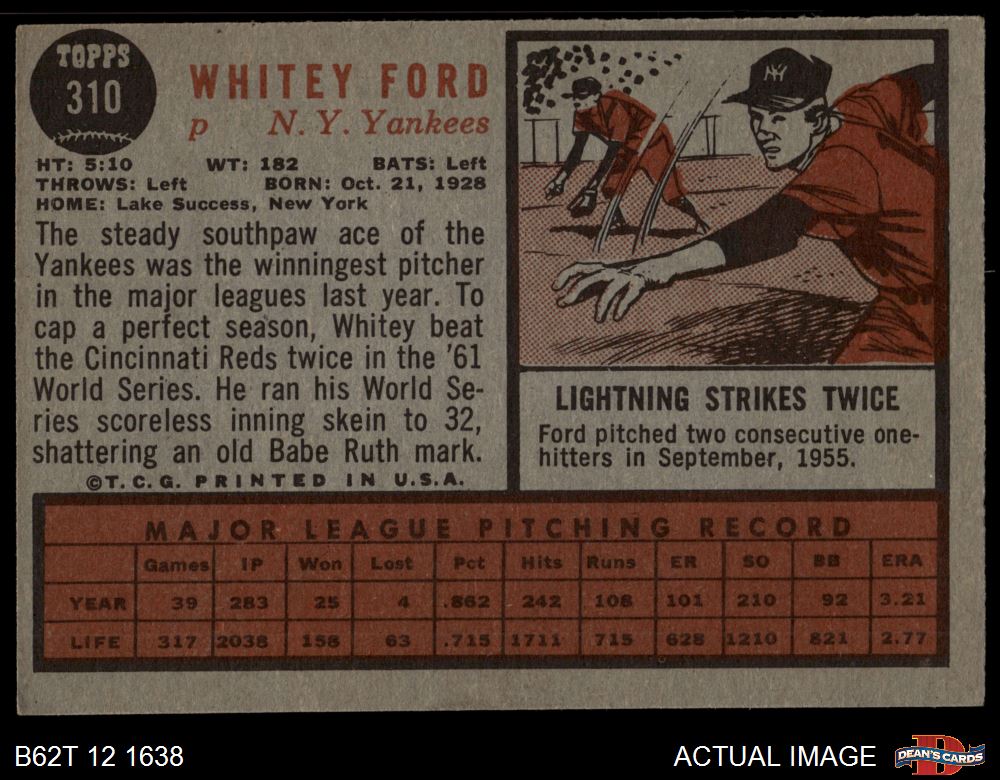 TOPPS
310
WHITEY FORD
p N. Y. Yankees
HT: 5:10 WT: 182 BATS: Left
THROWS: Left BORN: Oct. 21, 1928
HOME: Lake Success, New York
The steady southpaw ace of the
Yankees was the winningest pitcher
in the major leagues last year. To
cap a perfect season, Whitey beat
the Cincinnati Reds twice in the '61
World Series. He ran his World Se-
ries scoreless inning skein to 32,
shattering an old Babe Ruth mark.
©T. C. G. PRINTED IN U.S.A.
NY
LIGHTNING STRIKES TWICE
Ford pitched two consecutive one-
hitters in September, 1955.
MAJOR LEAGUE PITCHING RECORD
Games IP Won Lost Pct Hits Runs ER SO BB ERA
YEAR 39 283 25 4 .862 242 108 101 210 92 3.21
LIFE 317 2038 158 63 .715 1711 715 628 1210 821 2.77
B62T 12 1638 ACTUAL IMAGE
DEAN'S CARDS